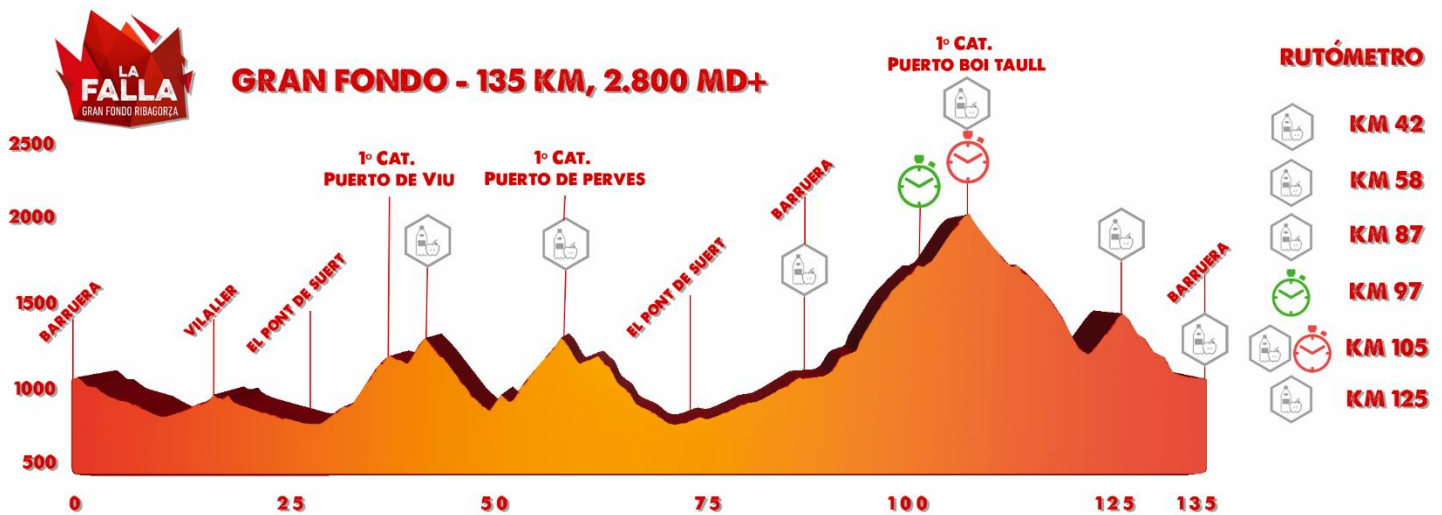 LA
FALLA
GRAN FONDO RIBAGORZA
GRAN FONDO - 135 KM, 2.800 MD+
1º CAT.
PUERTO DE VIU
1º CAT.
PUERTO DE PERVES
1º CAT.
PUERTO BOI TAULL
BARRUERA
VILALLER
EL PONT DE SUERT
EL PONT DE SUERT
BARRUERA
BARRUERA
2500
2000
1500
1000
500
0 25 50 75 100 125 135
RUTÓMETRO
KM 42
KM 58
KM 87
KM 97
KM 105
KM 125